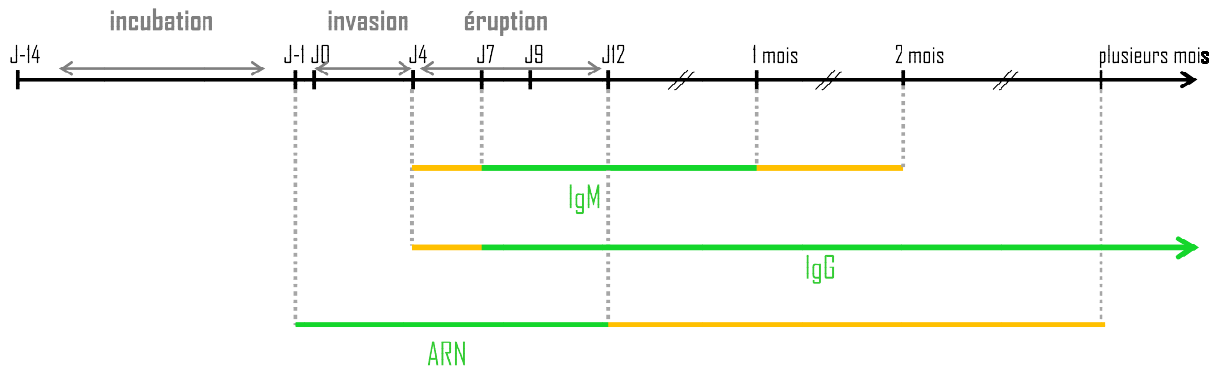 incubation invasion éruption
J-14 J-1 J0 J4 J7 J9 J12 1 mois 2 mois plusieurs mois
IgM
IgG
ARN